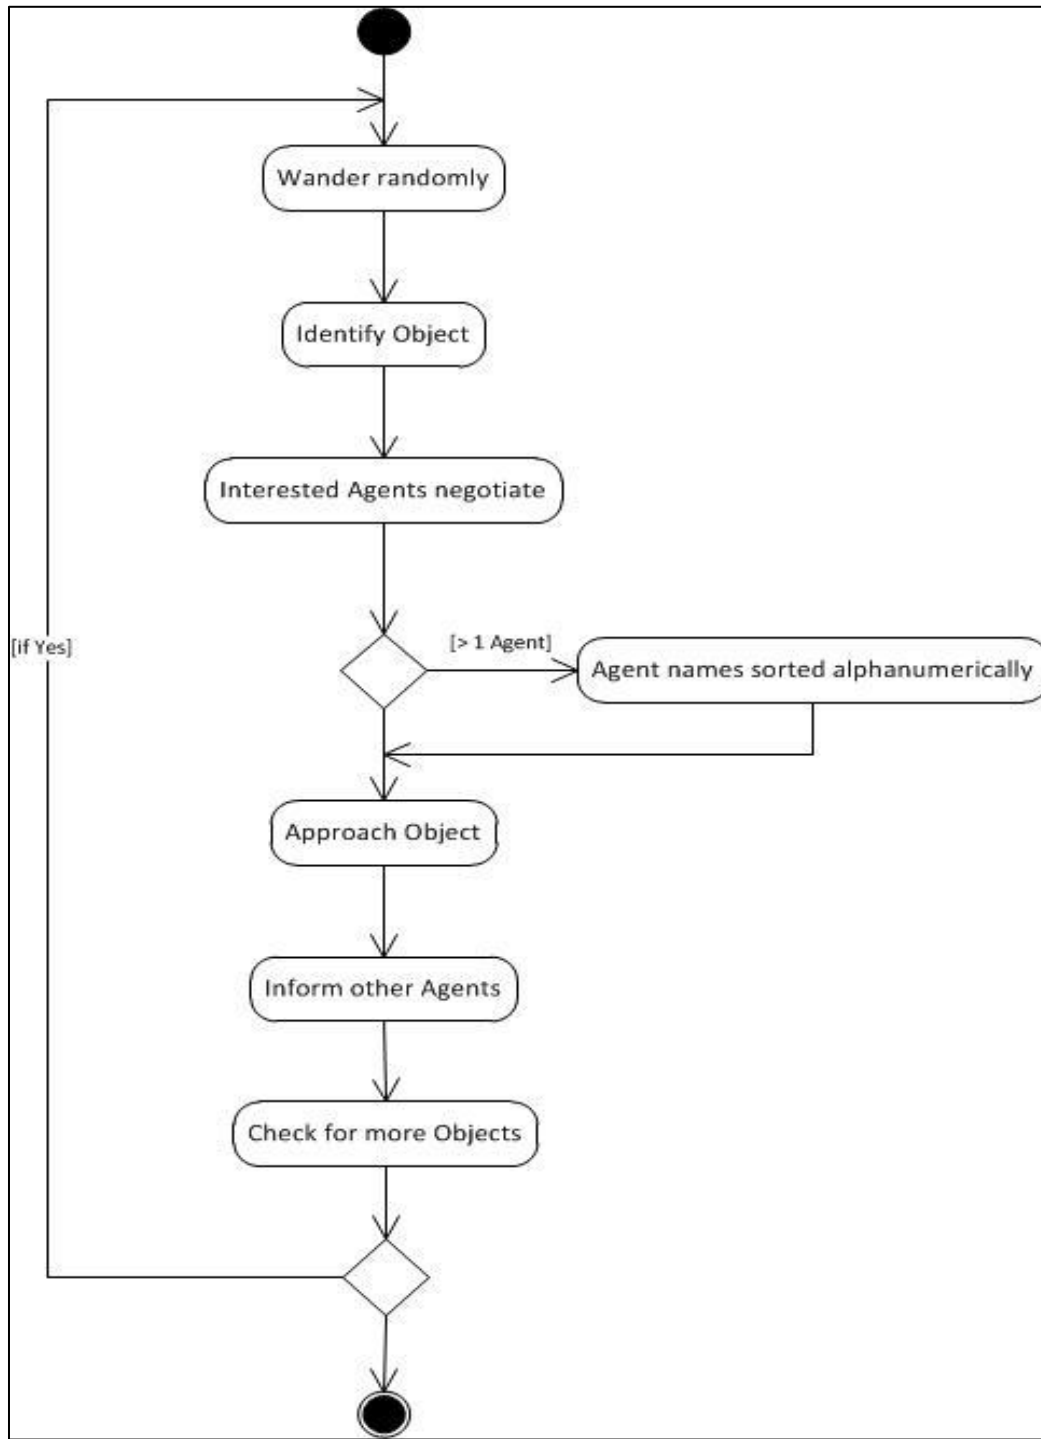 Wander randomly
Identify Object
Interested Agents negotiate
[if Yes]
[> 1 Agent]
Agent names sorted alphanumerically
Approach Object
Inform other Agents
Check for more Objects